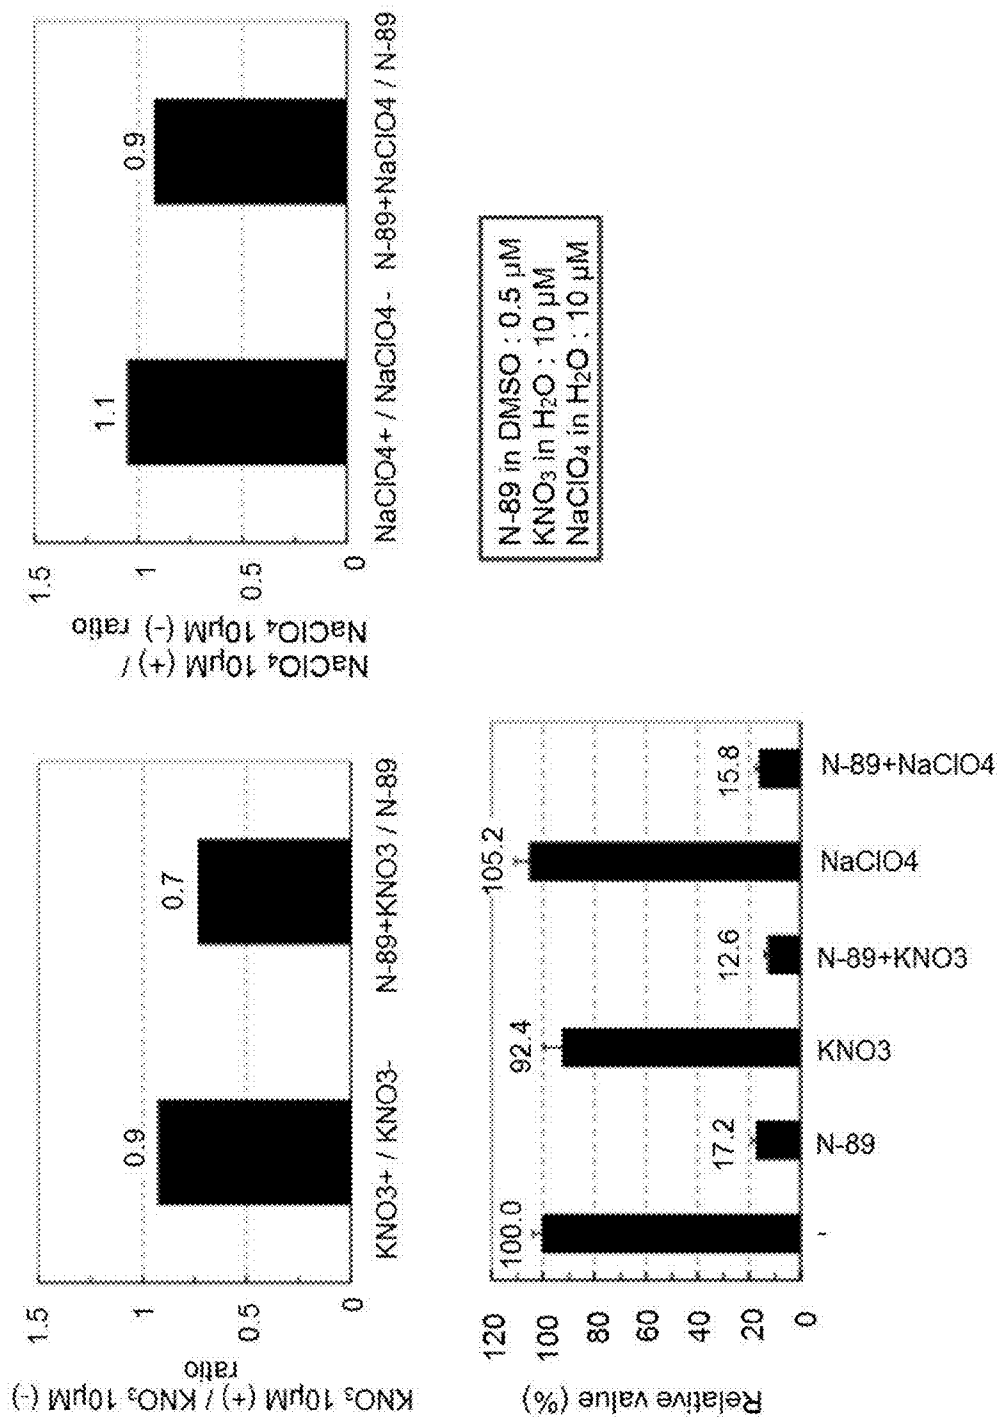 KNO₃ 10µM (+) / KNO₃ 10µM (-)
ratio
1.5
1
0.5
0
0.9
0.7
KNO3+ / KNO3-
N-89+KNO3 / N-89
NaClO₄ 10µM (+) /
NaClO₄ 10µM (-) ratio
1.5
1
0.5
0
1.1
0.9
NaClO4+ / NaClO4-
N-89+NaClO4 / N-89
Relative value (%)
120
100
80
60
40
20
0
100.0
17.2
92.4
12.6
105.2
15.8
-
N-89
KNO3
N-89+KNO3
NaClO4
N-89+NaClO4
N-89 in DMSO : 0.5 µM
KNO₃ in H₂O : 10 µM
NaClO₄ in H₂O : 10 µM